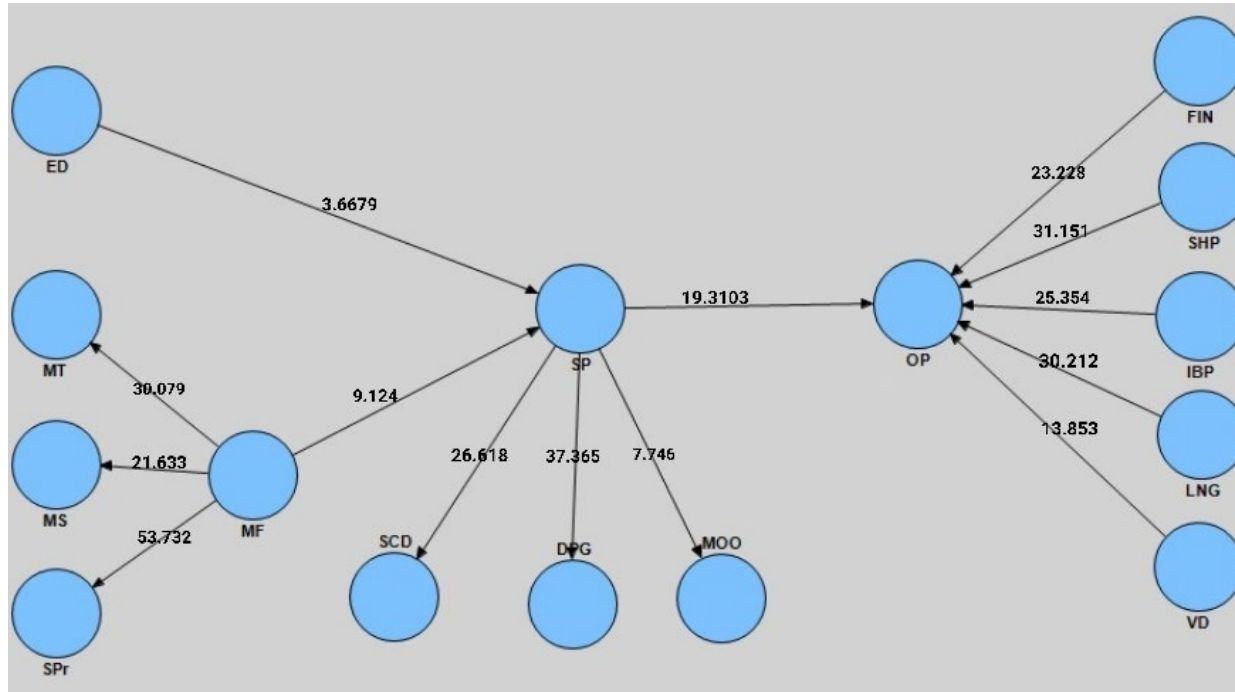 FIN
ED
23.228
3.6679
31.151
SHP
19.3103
25.354
MT
SP
OP
IBP
30.079
9.124
30.212
13.853
21.633
26.618
37.365
7.746
LNG
MS
MF
53.732
SCD
DPG
MOO
VD
SPr